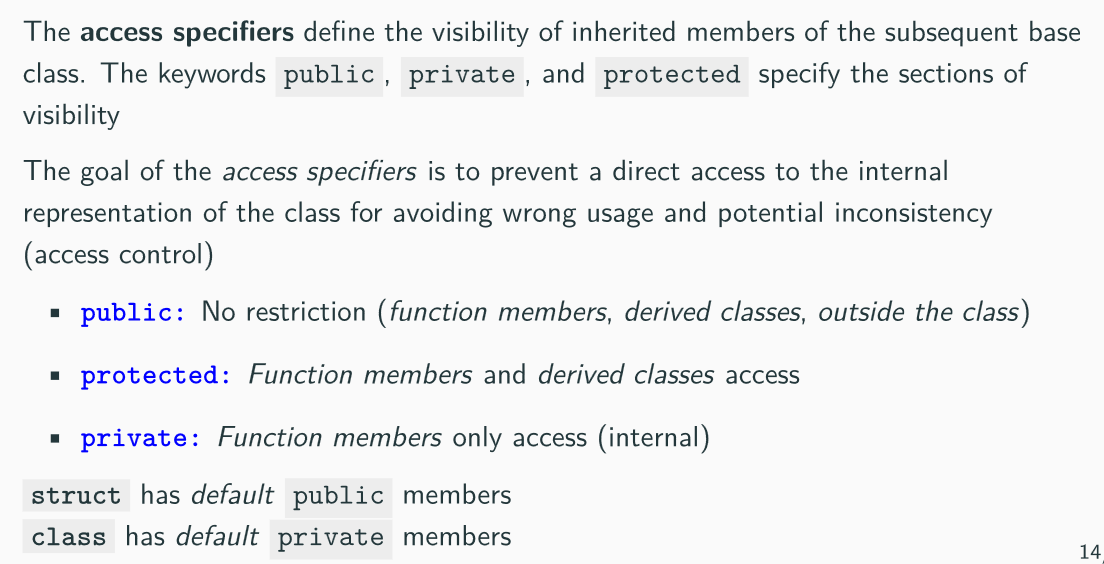 The access specifiers define the visibility of inherited members of the subsequent base
class. The keywords public, private, and protected specify the sections of
visibility
The goal of the access specifiers is to prevent a direct access to the internal
representation of the class for avoiding wrong usage and potential inconsistency
(access control)
▪ public: No restriction (function members, derived classes, outside the class)
▪ protected: Function members and derived classes access
▪ private: Function members only access (internal)
struct has default public members
class has default private members
14